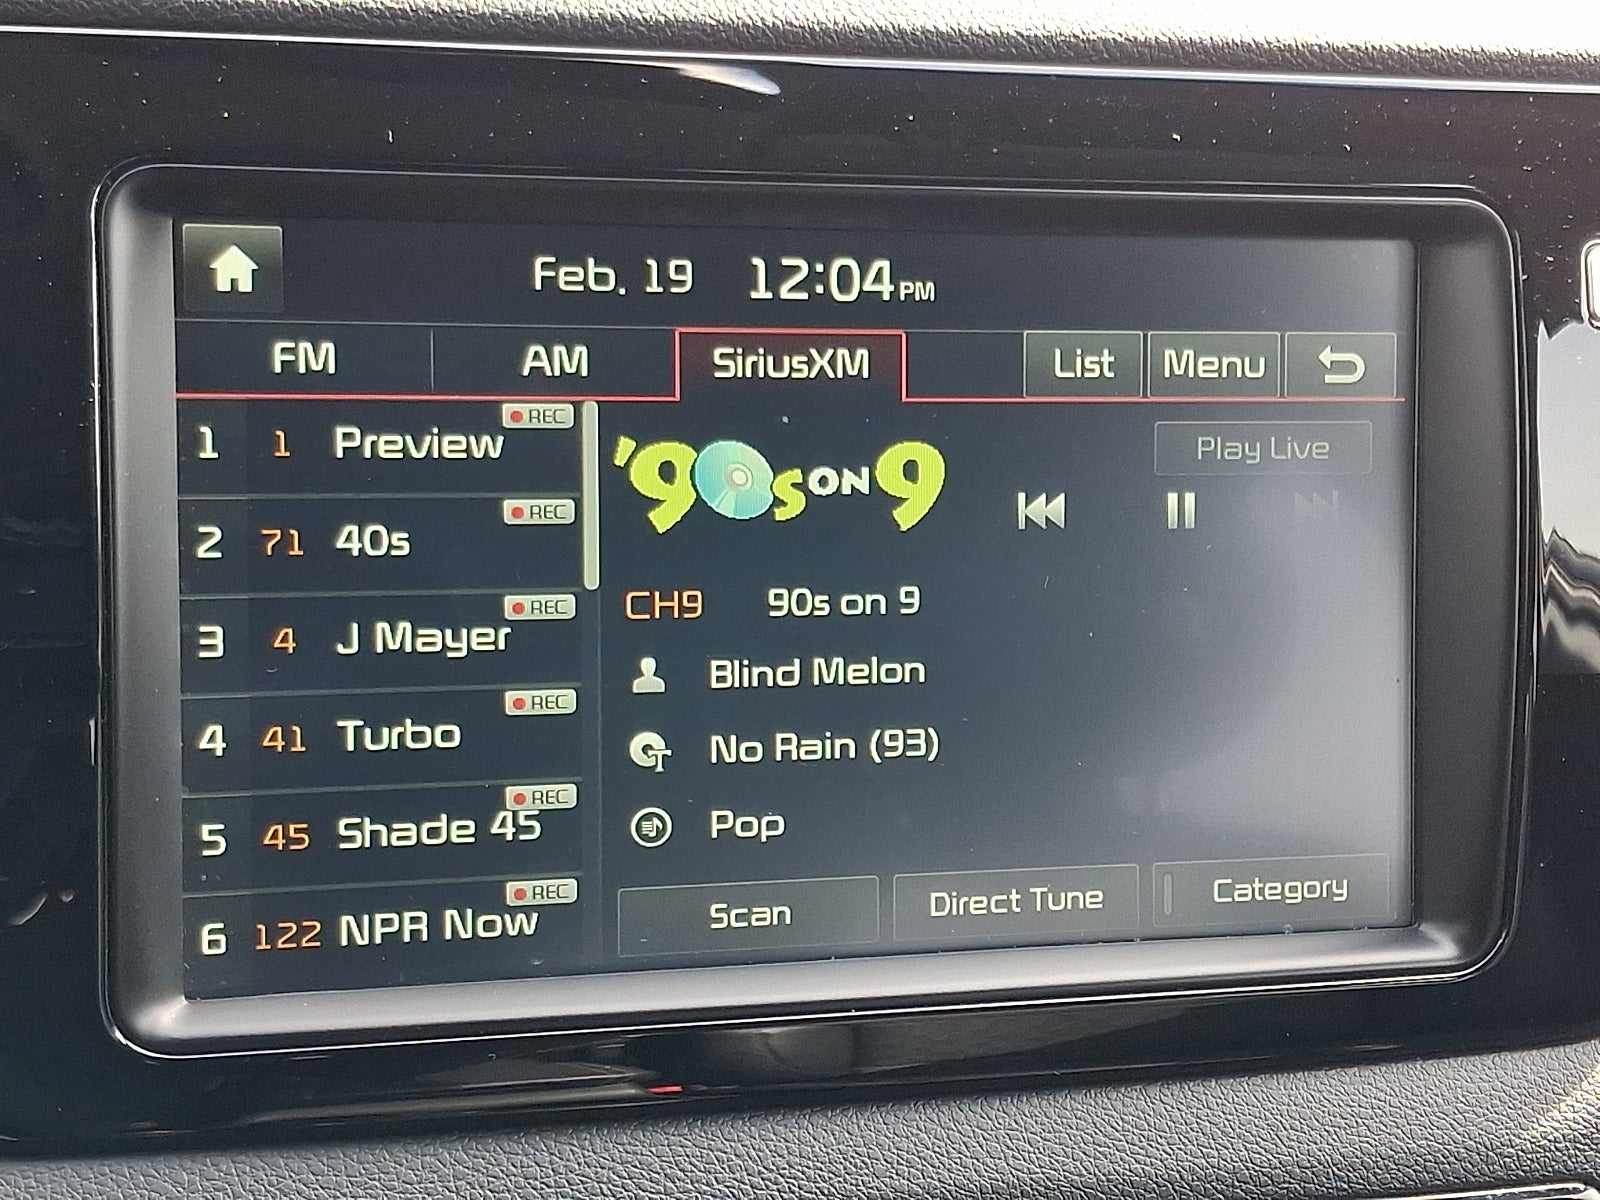 Feb. 19 12:04 PM
FM AM SiriusXM List Menu
1 1 Preview REC
2 71 40s REC
3 4 J Mayer REC
4 41 Turbo REC
5 45 Shade 45 REC
6 122 NPR Now REC
'90s ON 9
Play Live
CH9 90s on 9
Blind Melon
No Rain (93)
Pop
Scan Direct Tune Category